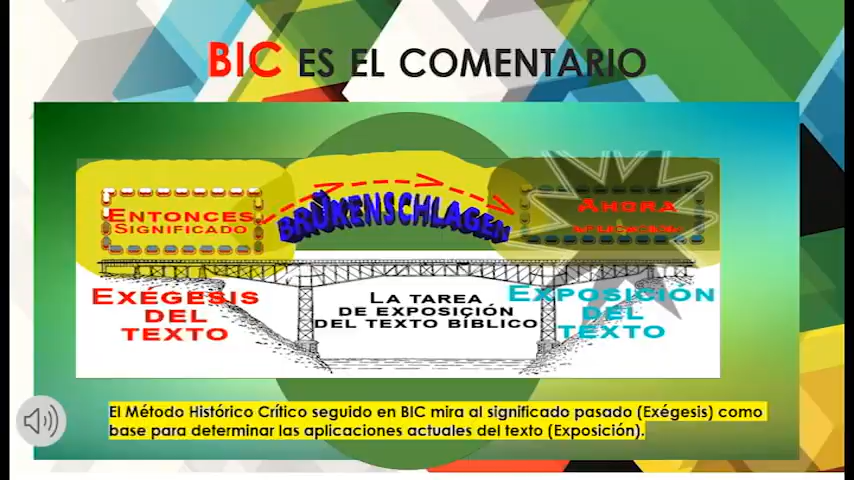 BIC ES EL COMENTARIO
ENTONCES
SIGNIFICADO
BRÜKENSCHLAGEN
AHORA
APLICACIÓN
EXÉGESIS
DEL
TEXTO
LA TAREA
DE EXPOSICIÓN
DEL TEXTO BÍBLICO
EXPOSICIÓN
DEL
TEXTO
El Método Histórico Crítico seguido en BIC mira al significado pasado (Exégesis) como
base para determinar las aplicaciones actuales del texto (Exposición).